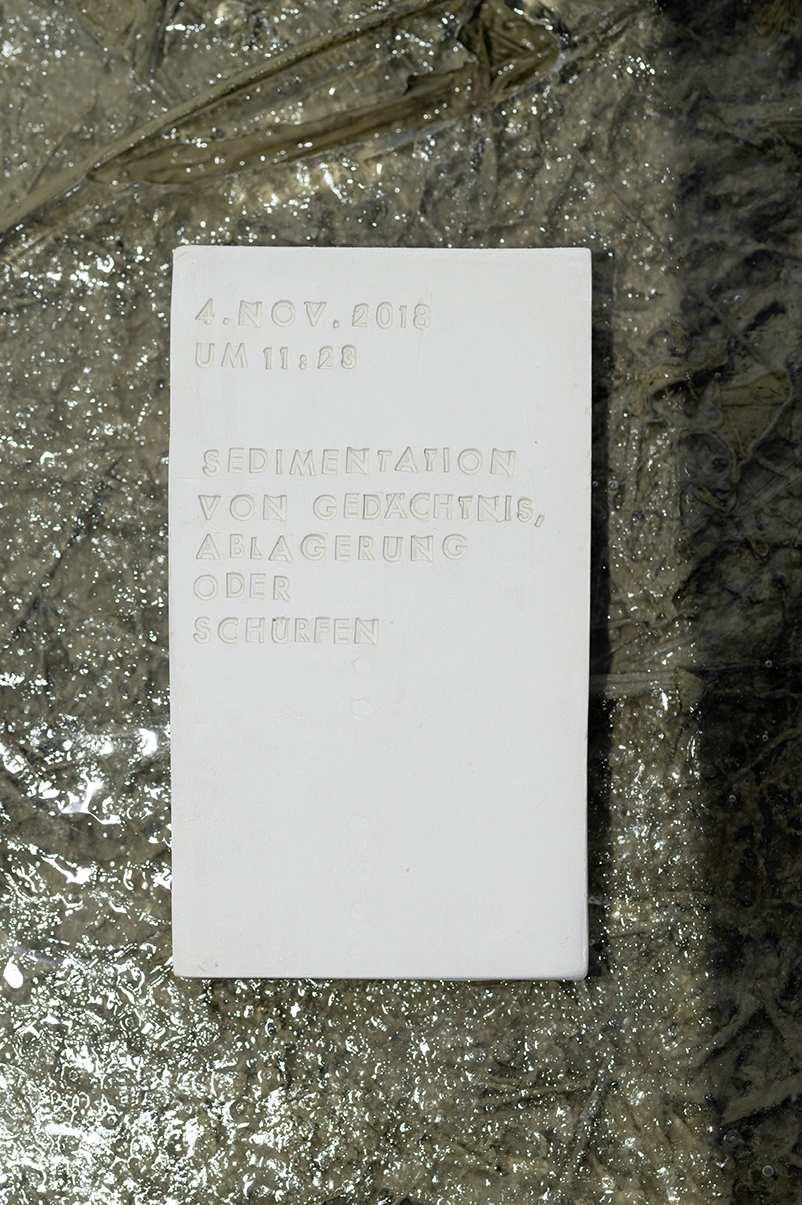 4. NOV. 2018
UM 11:23
SEDIMENTATION
VON GEDÄCHTNIS,
ABLAGERUNG
ODER
SCHÜRFEN